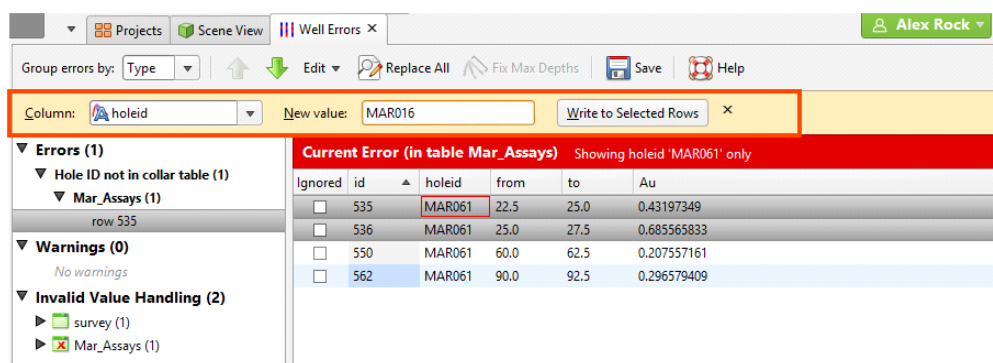 Projects Scene View Well Errors × Alex Rock
Group errors by: Type Edit Replace All Fix Max Depths Save Help
Column: holeid New value: MAR016 Write to Selected Rows ×
Errors (1)
Hole ID not in collar table (1)
Mar_Assays (1)
row 535
Warnings (0)
No warnings
Invalid Value Handling (2)
survey (1)
Mar_Assays (1)
Current Error (in table Mar_Assays) Showing holeid 'MAR061' only
Ignored id holeid from to Au
535 MAR061 22.5 25.0 0.43197349
536 MAR061 25.0 27.5 0.685565833
550 MAR061 60.0 62.5 0.207557161
562 MAR061 90.0 92.5 0.296579409